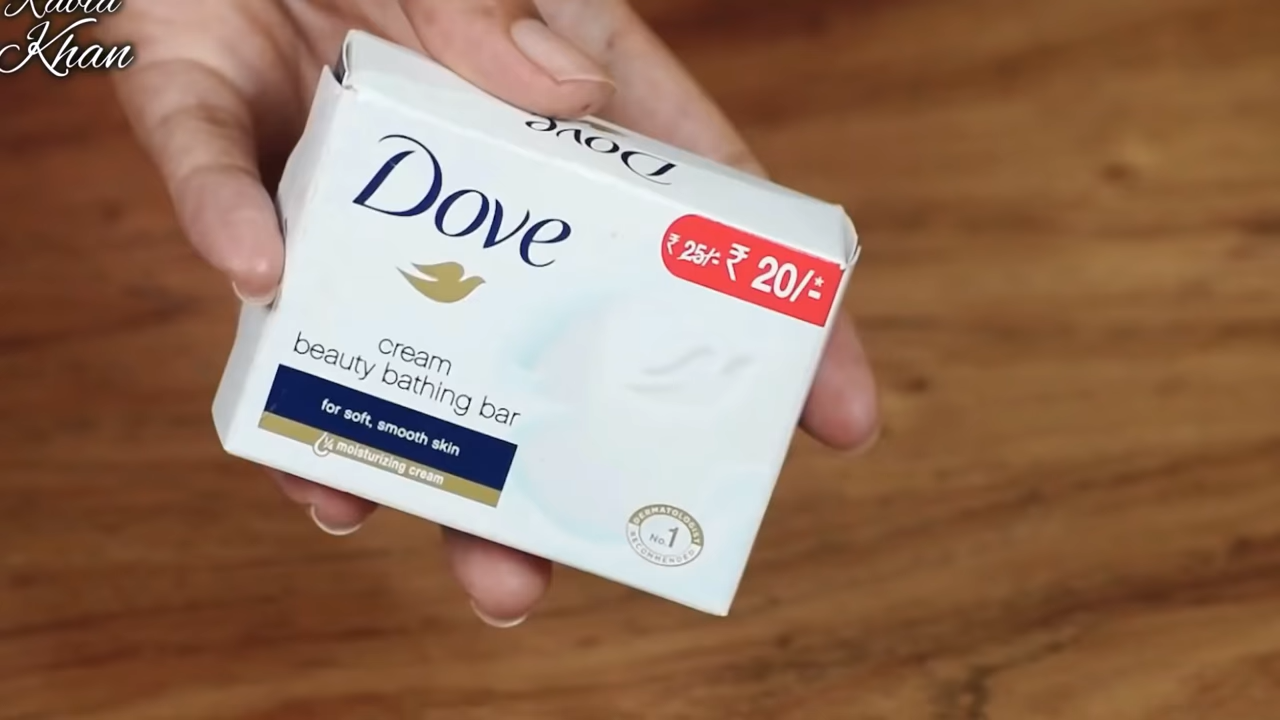 Khan
Dove
Dove
₹ 25/- ₹ 20/-*
cream
beauty bathing bar
for soft, smooth skin
¼ moisturizing cream
DERMATOLOGIST
No.1
RECOMMENDED